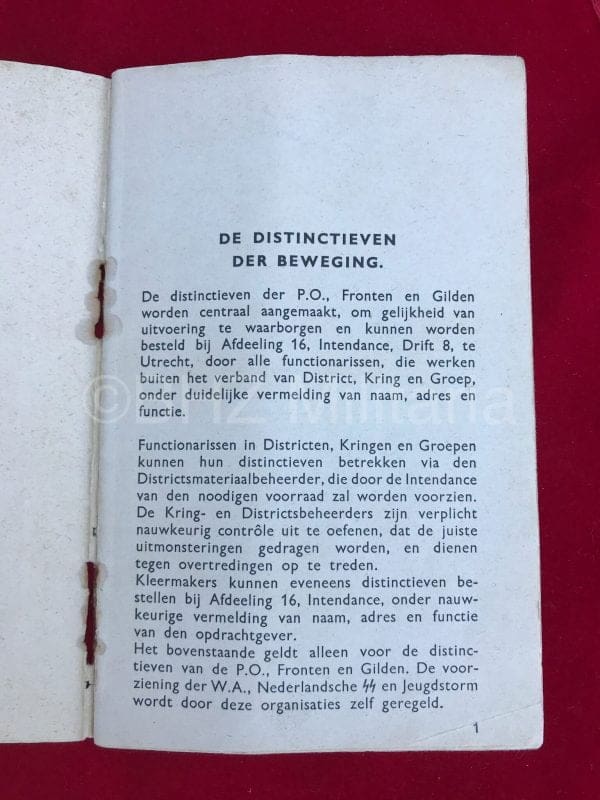 DE DISTINCTIEVEN
DER BEWEGING.
De distinctieven der P.O., Fronten en Gilden
worden centraal aangemaakt, om gelijkheid van
uitvoering te waarborgen en kunnen worden
besteld bij Afdeeling 16, Intendance, Drift 8, te
Utrecht, door alle functionarissen, die werken
buiten het verband van District, Kring en Groep,
onder duidelijke vermelding van naam, adres en
functie.
Functionarissen in Districten, Kringen en Groepen
kunnen hun distinctieven betrekken via den
Districtsmateriaalbeheerder, die door de Intendance
van den noodigen voorraad zal worden voorzien.
De Kring- en Districtsbeheerders zijn verplicht
nauwkeurig contrôle uit te oefenen, dat de juiste
uitmonsteringen gedragen worden, en dienen
tegen overtredingen op te treden.
Kleermakers kunnen eveneens distinctieven be-
stellen bij Afdeeling 16, Intendance, onder nauw-
keurige vermelding van naam, adres en functie
van den opdrachtgever.
Het bovenstaande geldt alleen voor de distinc-
tieven van de P.O., Fronten en Gilden. De voor-
ziening der W.A., Nederlandsche ᛋᛋ en Jeugdstorm
wordt door deze organisaties zelf geregeld.
1